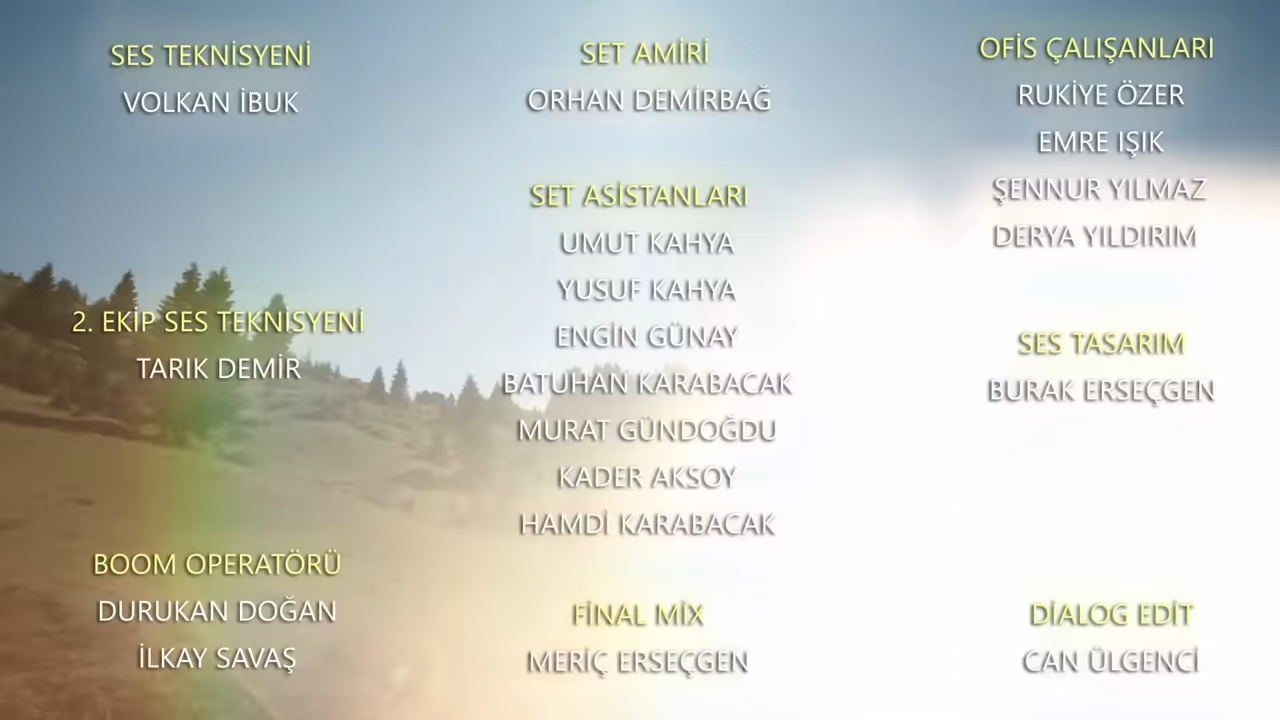 SES TEKNİSYENİ
VOLKAN İBUK
2. EKİP SES TEKNİSYENİ
TARIK DEMİR
BOOM OPERATÖRÜ
DURUKAN DOĞAN
İLKAY SAVAŞ
SET AMİRİ
ORHAN DEMİRBAĞ
SET ASİSTANLARI
UMUT KAHYA
YUSUF KAHYA
ENGİN GÜNAY
BATUHAN KARABACAK
MURAT GÜNDOĞDU
KADER AKSOY
HAMDİ KARABACAK
FİNAL MİX
MERİÇ ERSEÇGEN
OFİS ÇALIŞANLARI
RUKİYE ÖZER
EMRE IŞIK
ŞENNUR YILMAZ
DERYA YILDIRIM
SES TASARIM
BURAK ERSEÇGEN
DİALOG EDİT
CAN ÜLGENCİ